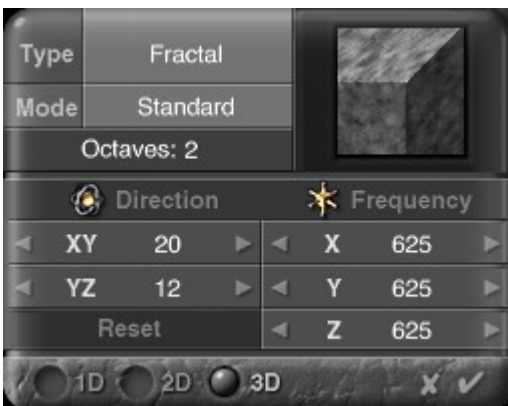 Type Fractal
Mode Standard
Octaves: 2
Direction Frequency
XY 20 X 625
YZ 12 Y 625
Reset Z 625
1D 2D 3D